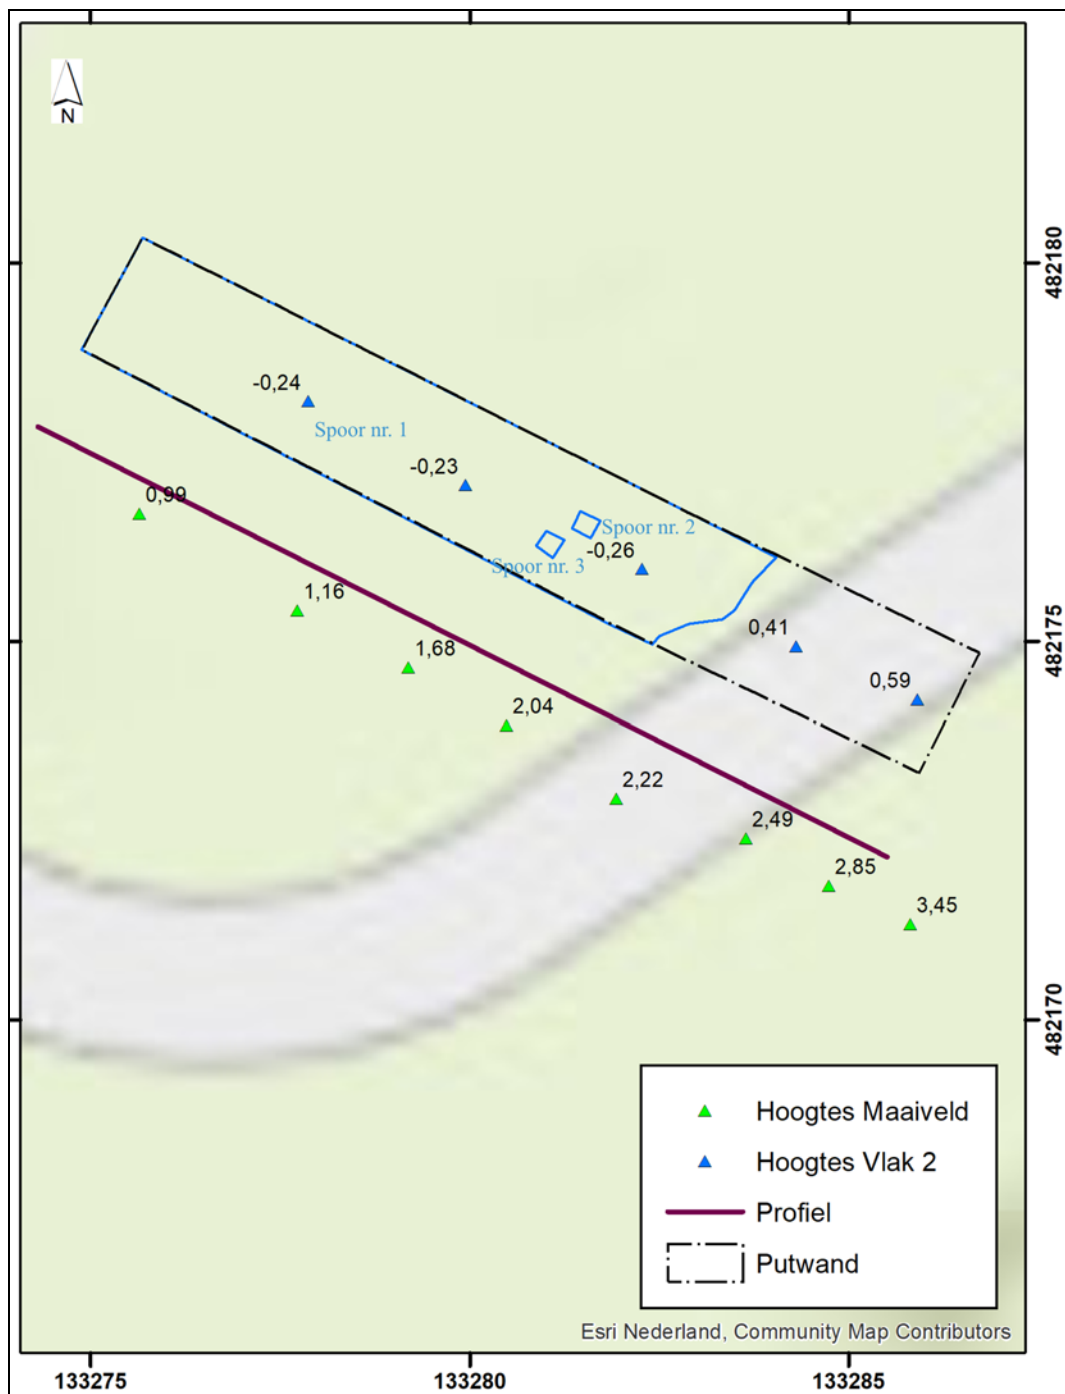 N
482180
-0,24
Spoor nr. 1
-0,23
0,99
Spoor nr. 2
-0,26
Spoor nr. 3
1,16
0,41
482175
1,68
0,59
2,04
2,22
2,49
2,85
3,45
482170
Hoogtes Maaiveld
Hoogtes Vlak 2
Profiel
Putwand
Esri Nederland, Community Map Contributors
133275
133280
133285